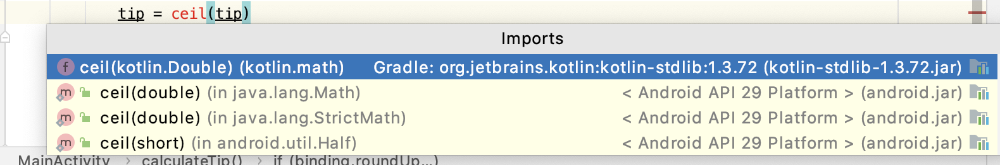 tip = ceil(tip)
Imports
f ceil(kotlin.Double) (kotlin.math) Gradle: org.jetbrains.kotlin:kotlin-stdlib:1.3.72 (kotlin-stdlib-1.3.72.jar)
m ceil(double) (in java.lang.Math) < Android API 29 Platform > (android.jar)
m ceil(double) (in java.lang.StrictMath) < Android API 29 Platform > (android.jar)
m ceil(short) (in android.util.Half) < Android API 29 Platform > (android.jar)
MainActivity › calculateTip() › if (binding.roundUp...)